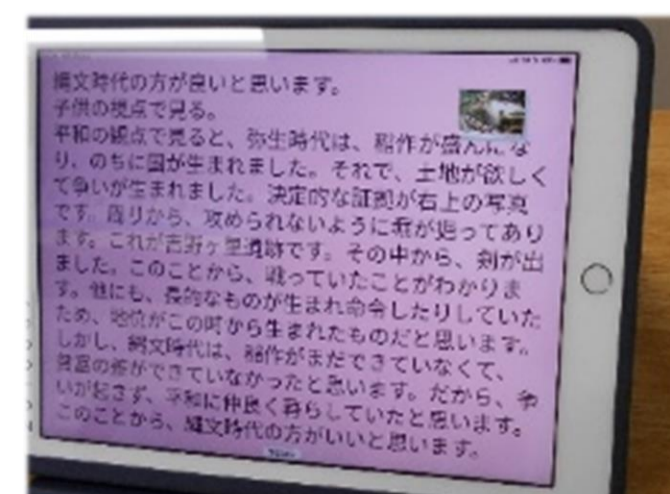 縄文時代の方が良いと思います。
子供の視点で見る。
平和の観点で見ると、弥生時代は、稲作が盛んにな
り、のちに国が生まれました。それで、土地が欲しく
て争いが生まれました。決定的な証拠が右上の写真
です。周りから、攻められないように堀が廻ってあり
ます。これが吉野ヶ里遺跡です。その中から、剣が出
ました。このことから、戦っていたことがわかりま
す。他にも、長的なものが生まれ命令したりしていた
ため、地位がこの時から生まれたものだと思います。
しかし、縄文時代は、稲作がまだできていなくて、
貧富の差ができていなかったと思います。だから、争
いが起きず、平和に仲良く暮らしていたと思います。
このことから、縄文時代の方がいいと思います。